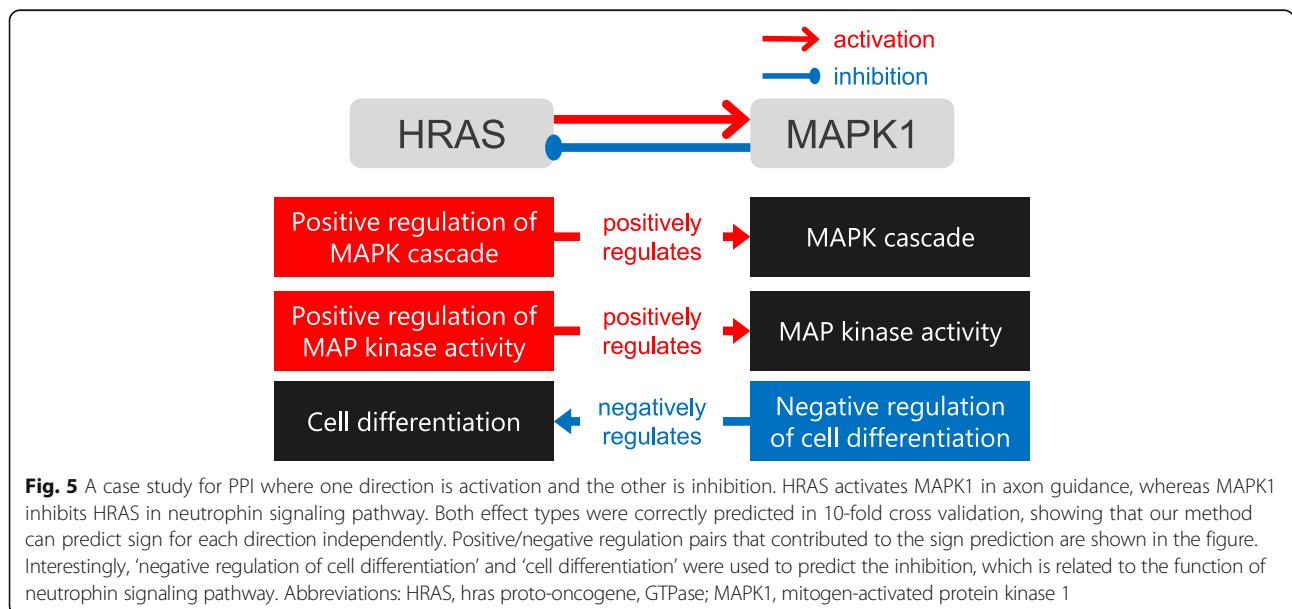 activation
inhibition
HRAS
MAPK1
Positive regulation of
MAPK cascade
positively
regulates
MAPK cascade
Positive regulation of
MAP kinase activity
positively
regulates
MAP kinase activity
Cell differentiation
negatively
regulates
Negative regulation
of cell differentiation
Fig. 5 A case study for PPI where one direction is activation and the other is inhibition. HRAS activates MAPK1 in axon guidance, whereas MAPK1
inhibits HRAS in neutrophin signaling pathway. Both effect types were correctly predicted in 10-fold cross validation, showing that our method
can predict sign for each direction independently. Positive/negative regulation pairs that contributed to the sign prediction are shown in the figure.
Interestingly, ‘negative regulation of cell differentiation’ and ‘cell differentiation’ were used to predict the inhibition, which is related to the function of
neutrophin signaling pathway. Abbreviations: HRAS, hras proto-oncogene, GTPase; MAPK1, mitogen-activated protein kinase 1